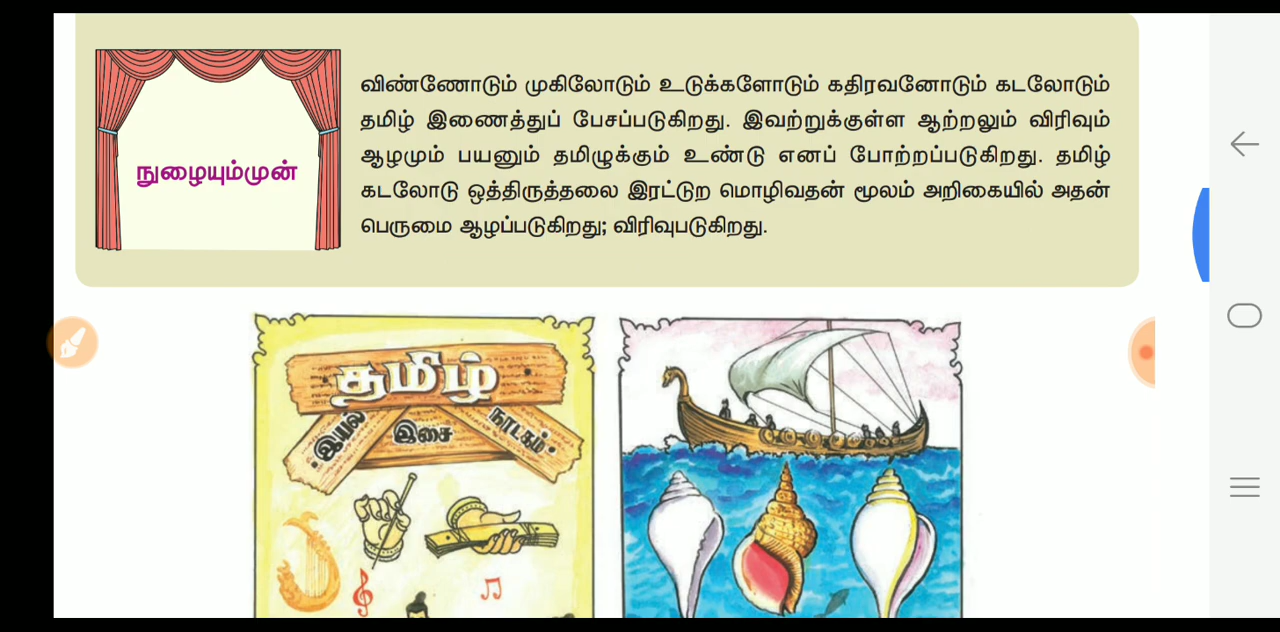 நுழையும்முன்
விண்ணோடும் முகிலோடும் உடுக்களோடும் கதிரவனோடும் கடலோடும்
தமிழ் இணைத்துப் பேசப்படுகிறது. இவற்றுக்குள்ள ஆற்றலும் விரிவும்
ஆழமும் பயனும் தமிழுக்கும் உண்டு எனப் போற்றப்படுகிறது. தமிழ்
கடலோடு ஒத்திருத்தலை இரட்டுற மொழிவதன் மூலம் அறிகையில் அதன்
பெருமை ஆழப்படுகிறது; விரிவுபடுகிறது.
தமிழ்
இயல்
இசை
நாடகம்